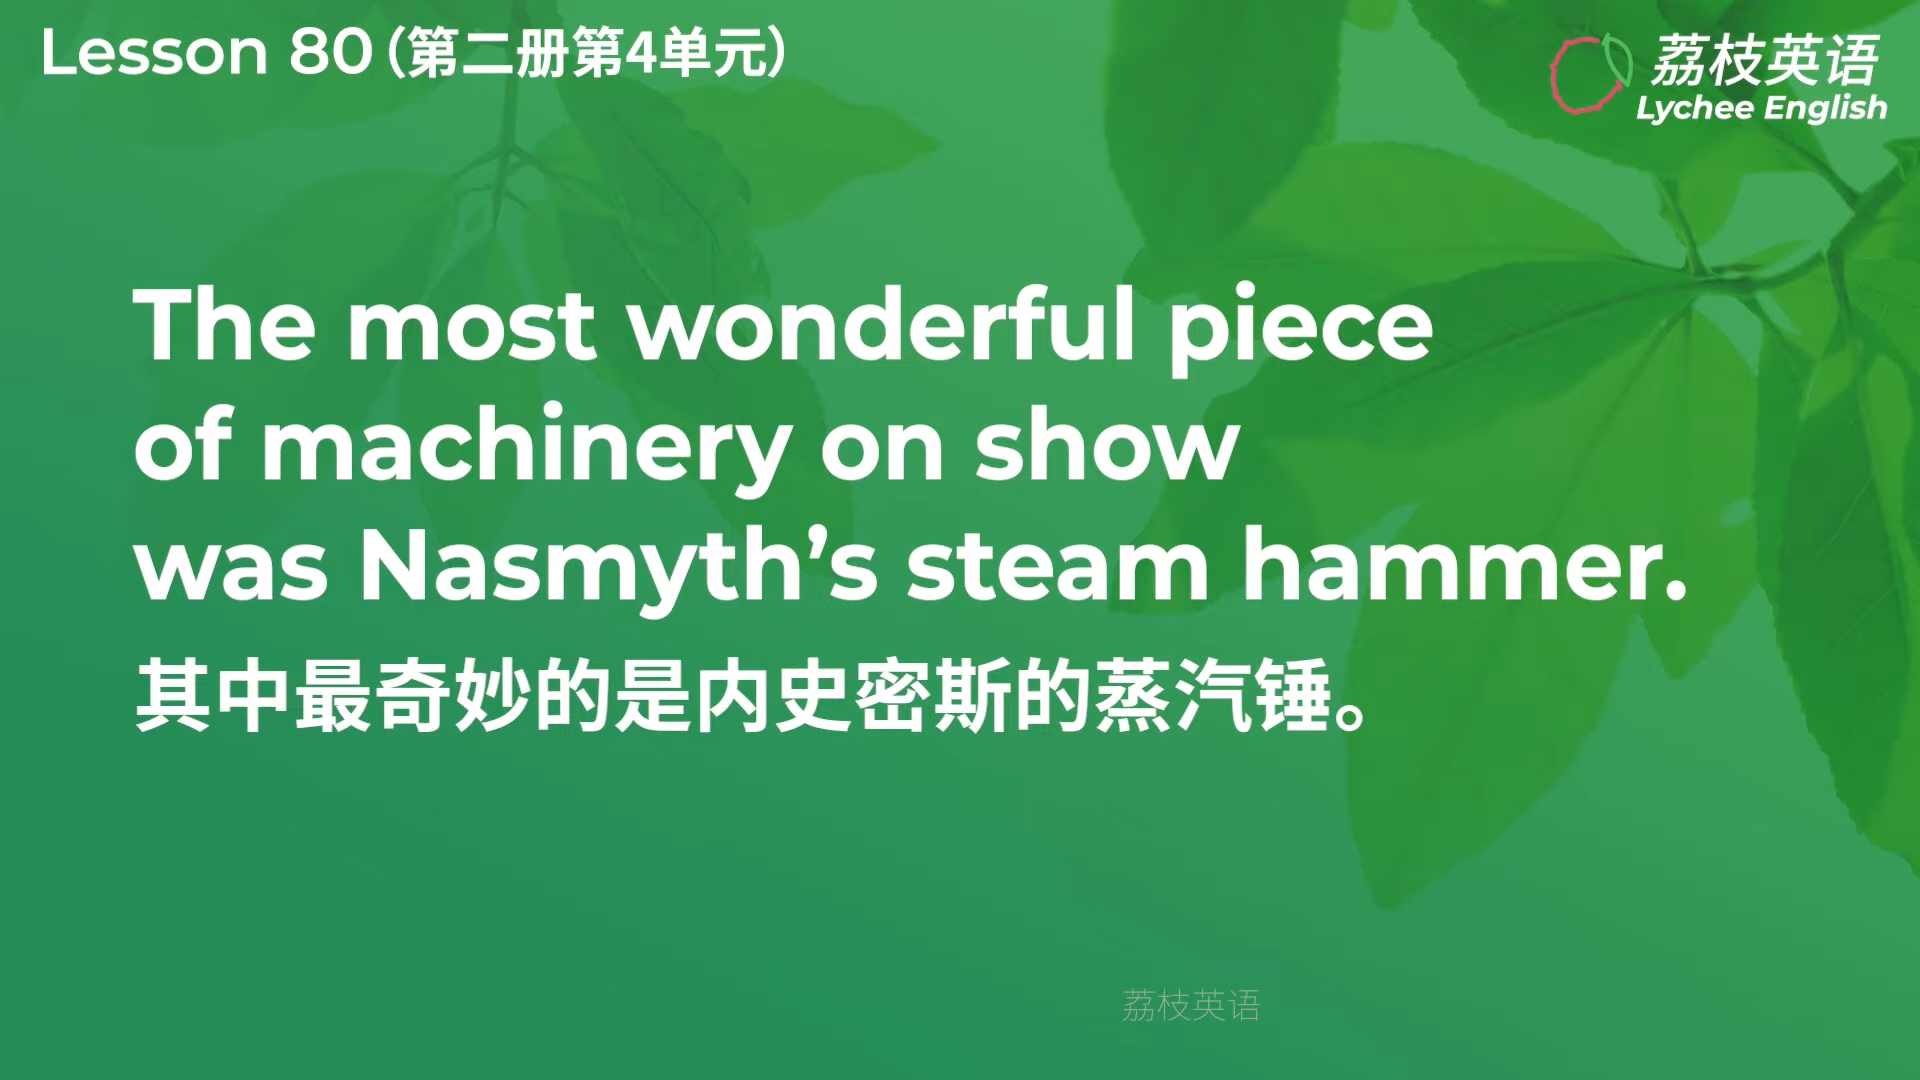 Lesson 80（第二册第4单元）
荔枝英语
Lychee English
The most wonderful piece
of machinery on show
was Nasmyth’s steam hammer.
其中最奇妙的是内史密斯的蒸汽锤。
荔枝英语